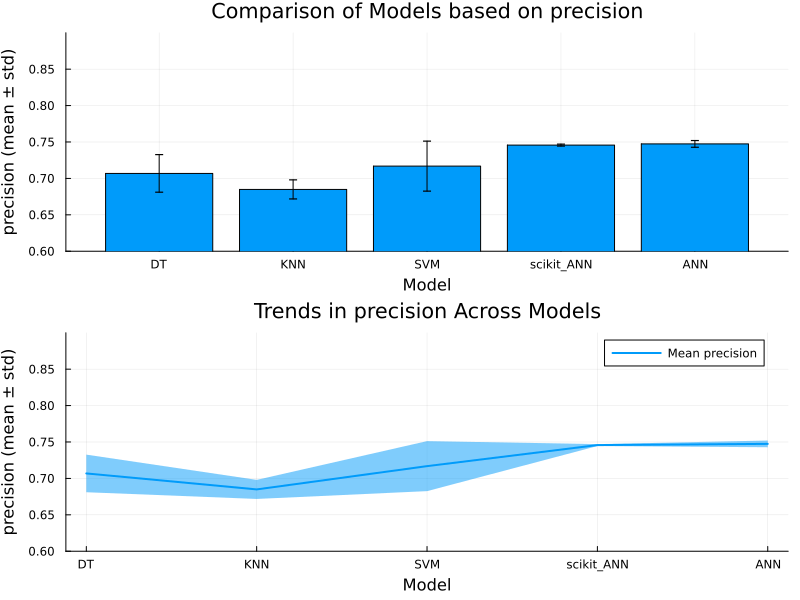 Comparison of Models based on precision
precision (mean ± std)
0.85
0.80
0.75
0.70
0.65
0.60
DT KNN SVM scikit_ANN ANN
Model
Trends in precision Across Models
precision (mean ± std)
Mean precision
0.85
0.80
0.75
0.70
0.65
0.60
DT KNN SVM scikit_ANN ANN
Model